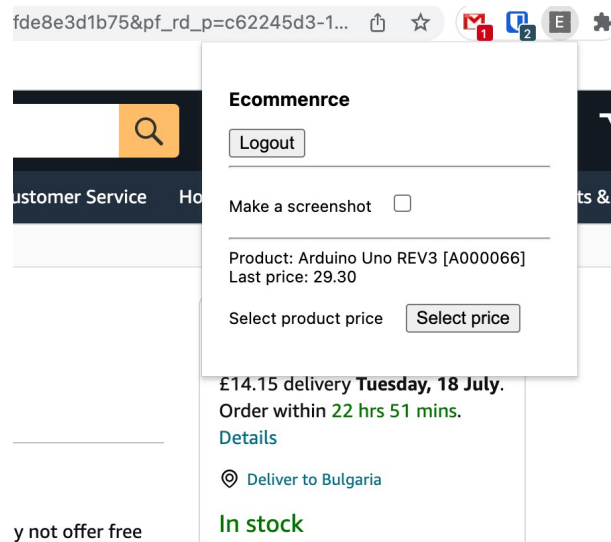 fde8e3d1b75&pf_rd_p=c62245d3-1...
1
2
E
Ecommenrce
Logout
ustomer Service
Ho
ts &
Make a screenshot
Product: Arduino Uno REV3 [A000066]
Last price: 29.30
Select product price
Select price
£14.15 delivery Tuesday, 18 July.
Order within 22 hrs 51 mins.
Details
Deliver to Bulgaria
In stock
y not offer free